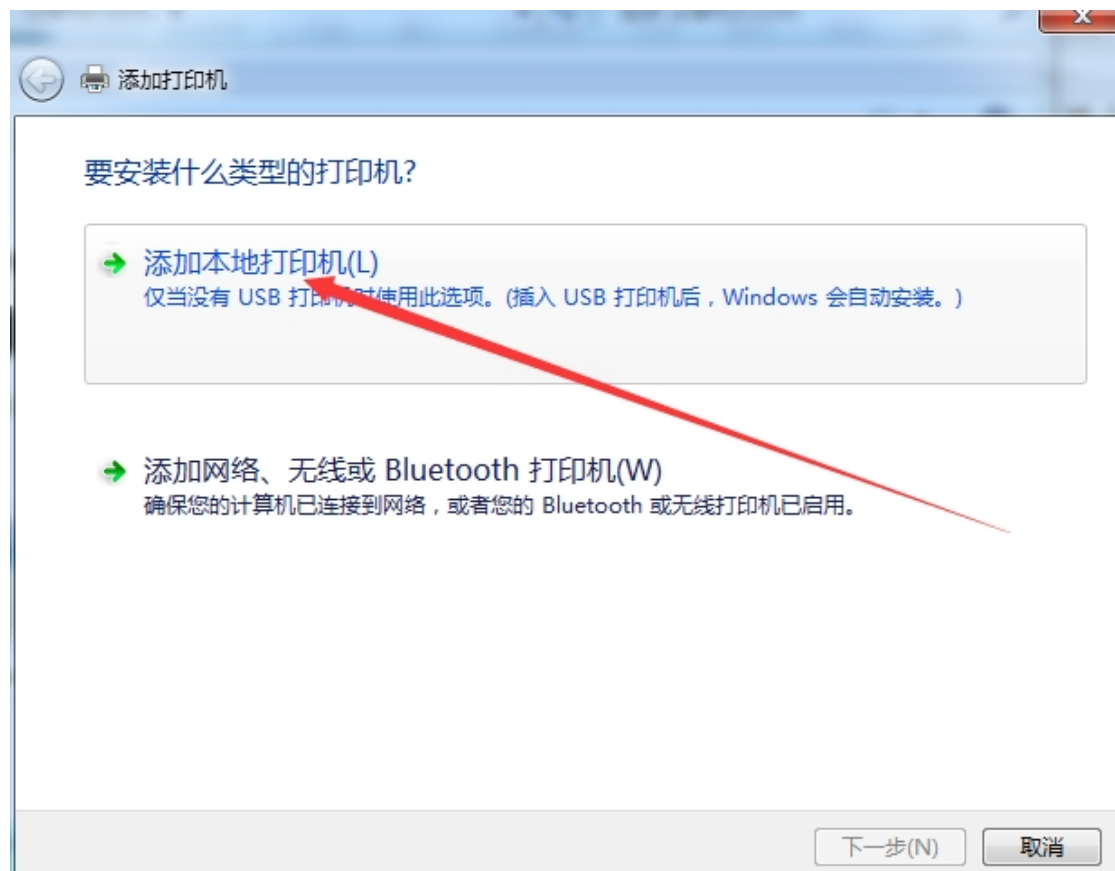 添加打印机
要安装什么类型的打印机?
添加本地打印机(L)
仅当没有 USB 打印机时使用此选项。(插入 USB 打印机后，Windows 会自动安装。)
添加网络、无线或 Bluetooth 打印机(W)
确保您的计算机已连接到网络，或者您的 Bluetooth 或无线打印机已启用。
下一步(N)
取消